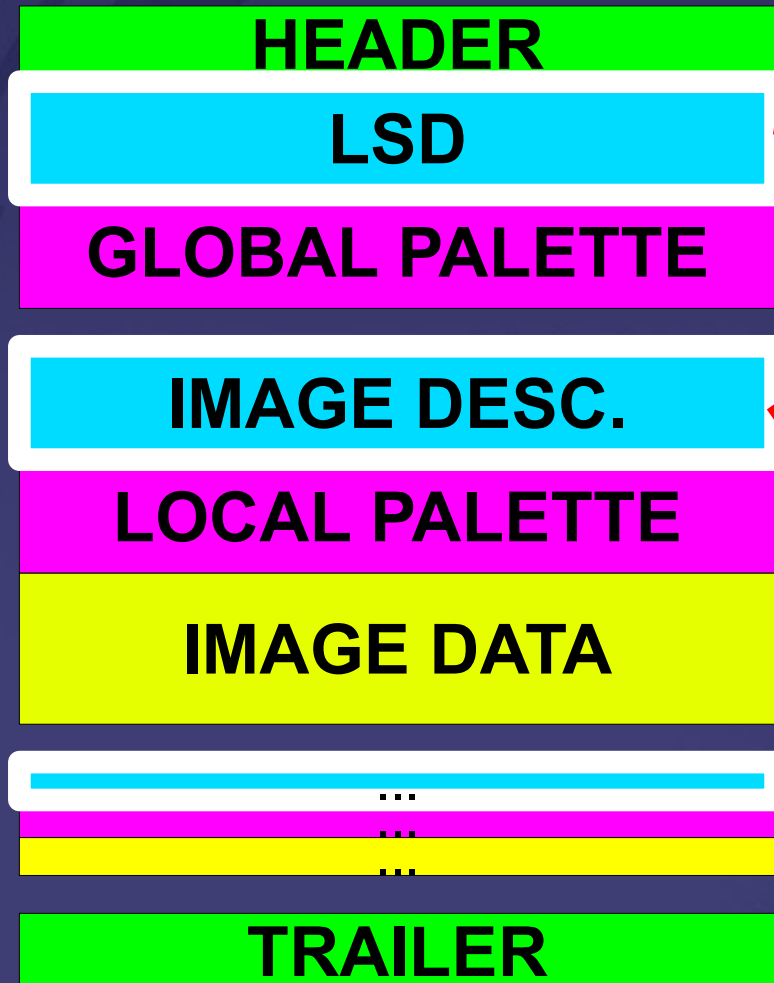 HEADER
LSD
GLOBAL PALETTE
IMAGE DESC.
LOCAL PALETTE
IMAGE DATA
...
...
...
TRAILER